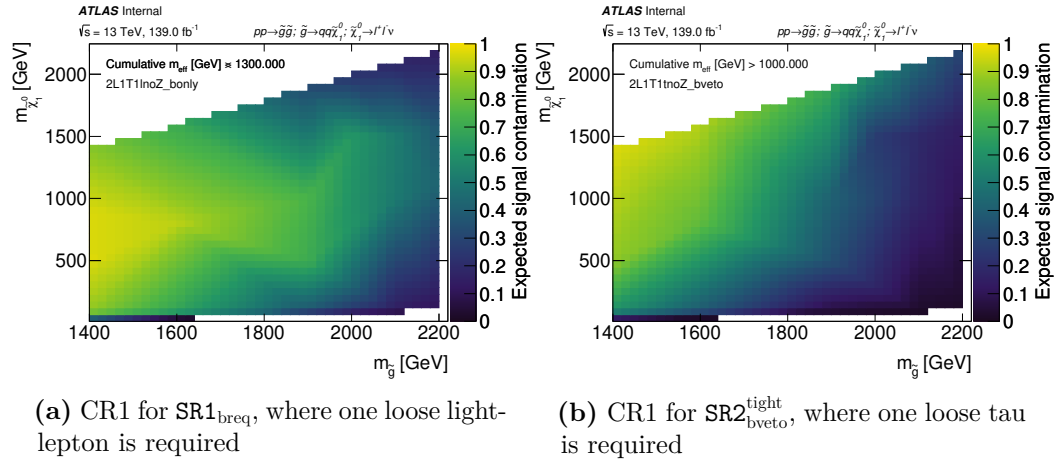 ATLAS Internal
√s = 13 TeV, 139.0 fb⁻¹
pp→g̃g̃; g̃→qqχ̃₁⁰; χ̃₁⁰→l⁺l⁻ν
Cumulative m_eff [GeV] > 1300.000
2L1T1lnoZ_bonly
m_χ̃₁⁰ [GeV]
2000
1500
1000
500
1400 1600 1800 2000 2200
m_g̃ [GeV]
1
0.9
0.8
0.7
0.6
0.5
0.4
0.3
0.2
0.1
0
Expected signal contamination
(a) CR1 for SR1_breq, where one loose light-
lepton is required
ATLAS Internal
√s = 13 TeV, 139.0 fb⁻¹
pp→g̃g̃; g̃→qqχ̃₁⁰; χ̃₁⁰→l⁺l⁻ν
Cumulative m_eff [GeV] > 1000.000
2L1T1tnoZ_bveto
m_χ̃₁⁰ [GeV]
2000
1500
1000
500
1400 1600 1800 2000 2200
m_g̃ [GeV]
1
0.9
0.8
0.7
0.6
0.5
0.4
0.3
0.2
0.1
0
Expected signal contamination
(b) CR1 for SR2_bveto^tight, where one loose tau
is required